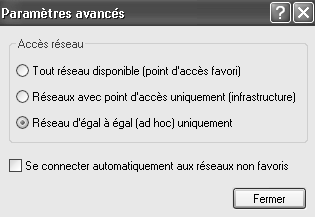 Paramètres avancés
Accès réseau
Tout réseau disponible (point d'accès favori)
Réseaux avec point d'accès uniquement (infrastructure)
Réseau d'égal à égal (ad hoc) uniquement
Se connecter automatiquement aux réseaux non favoris
Fermer